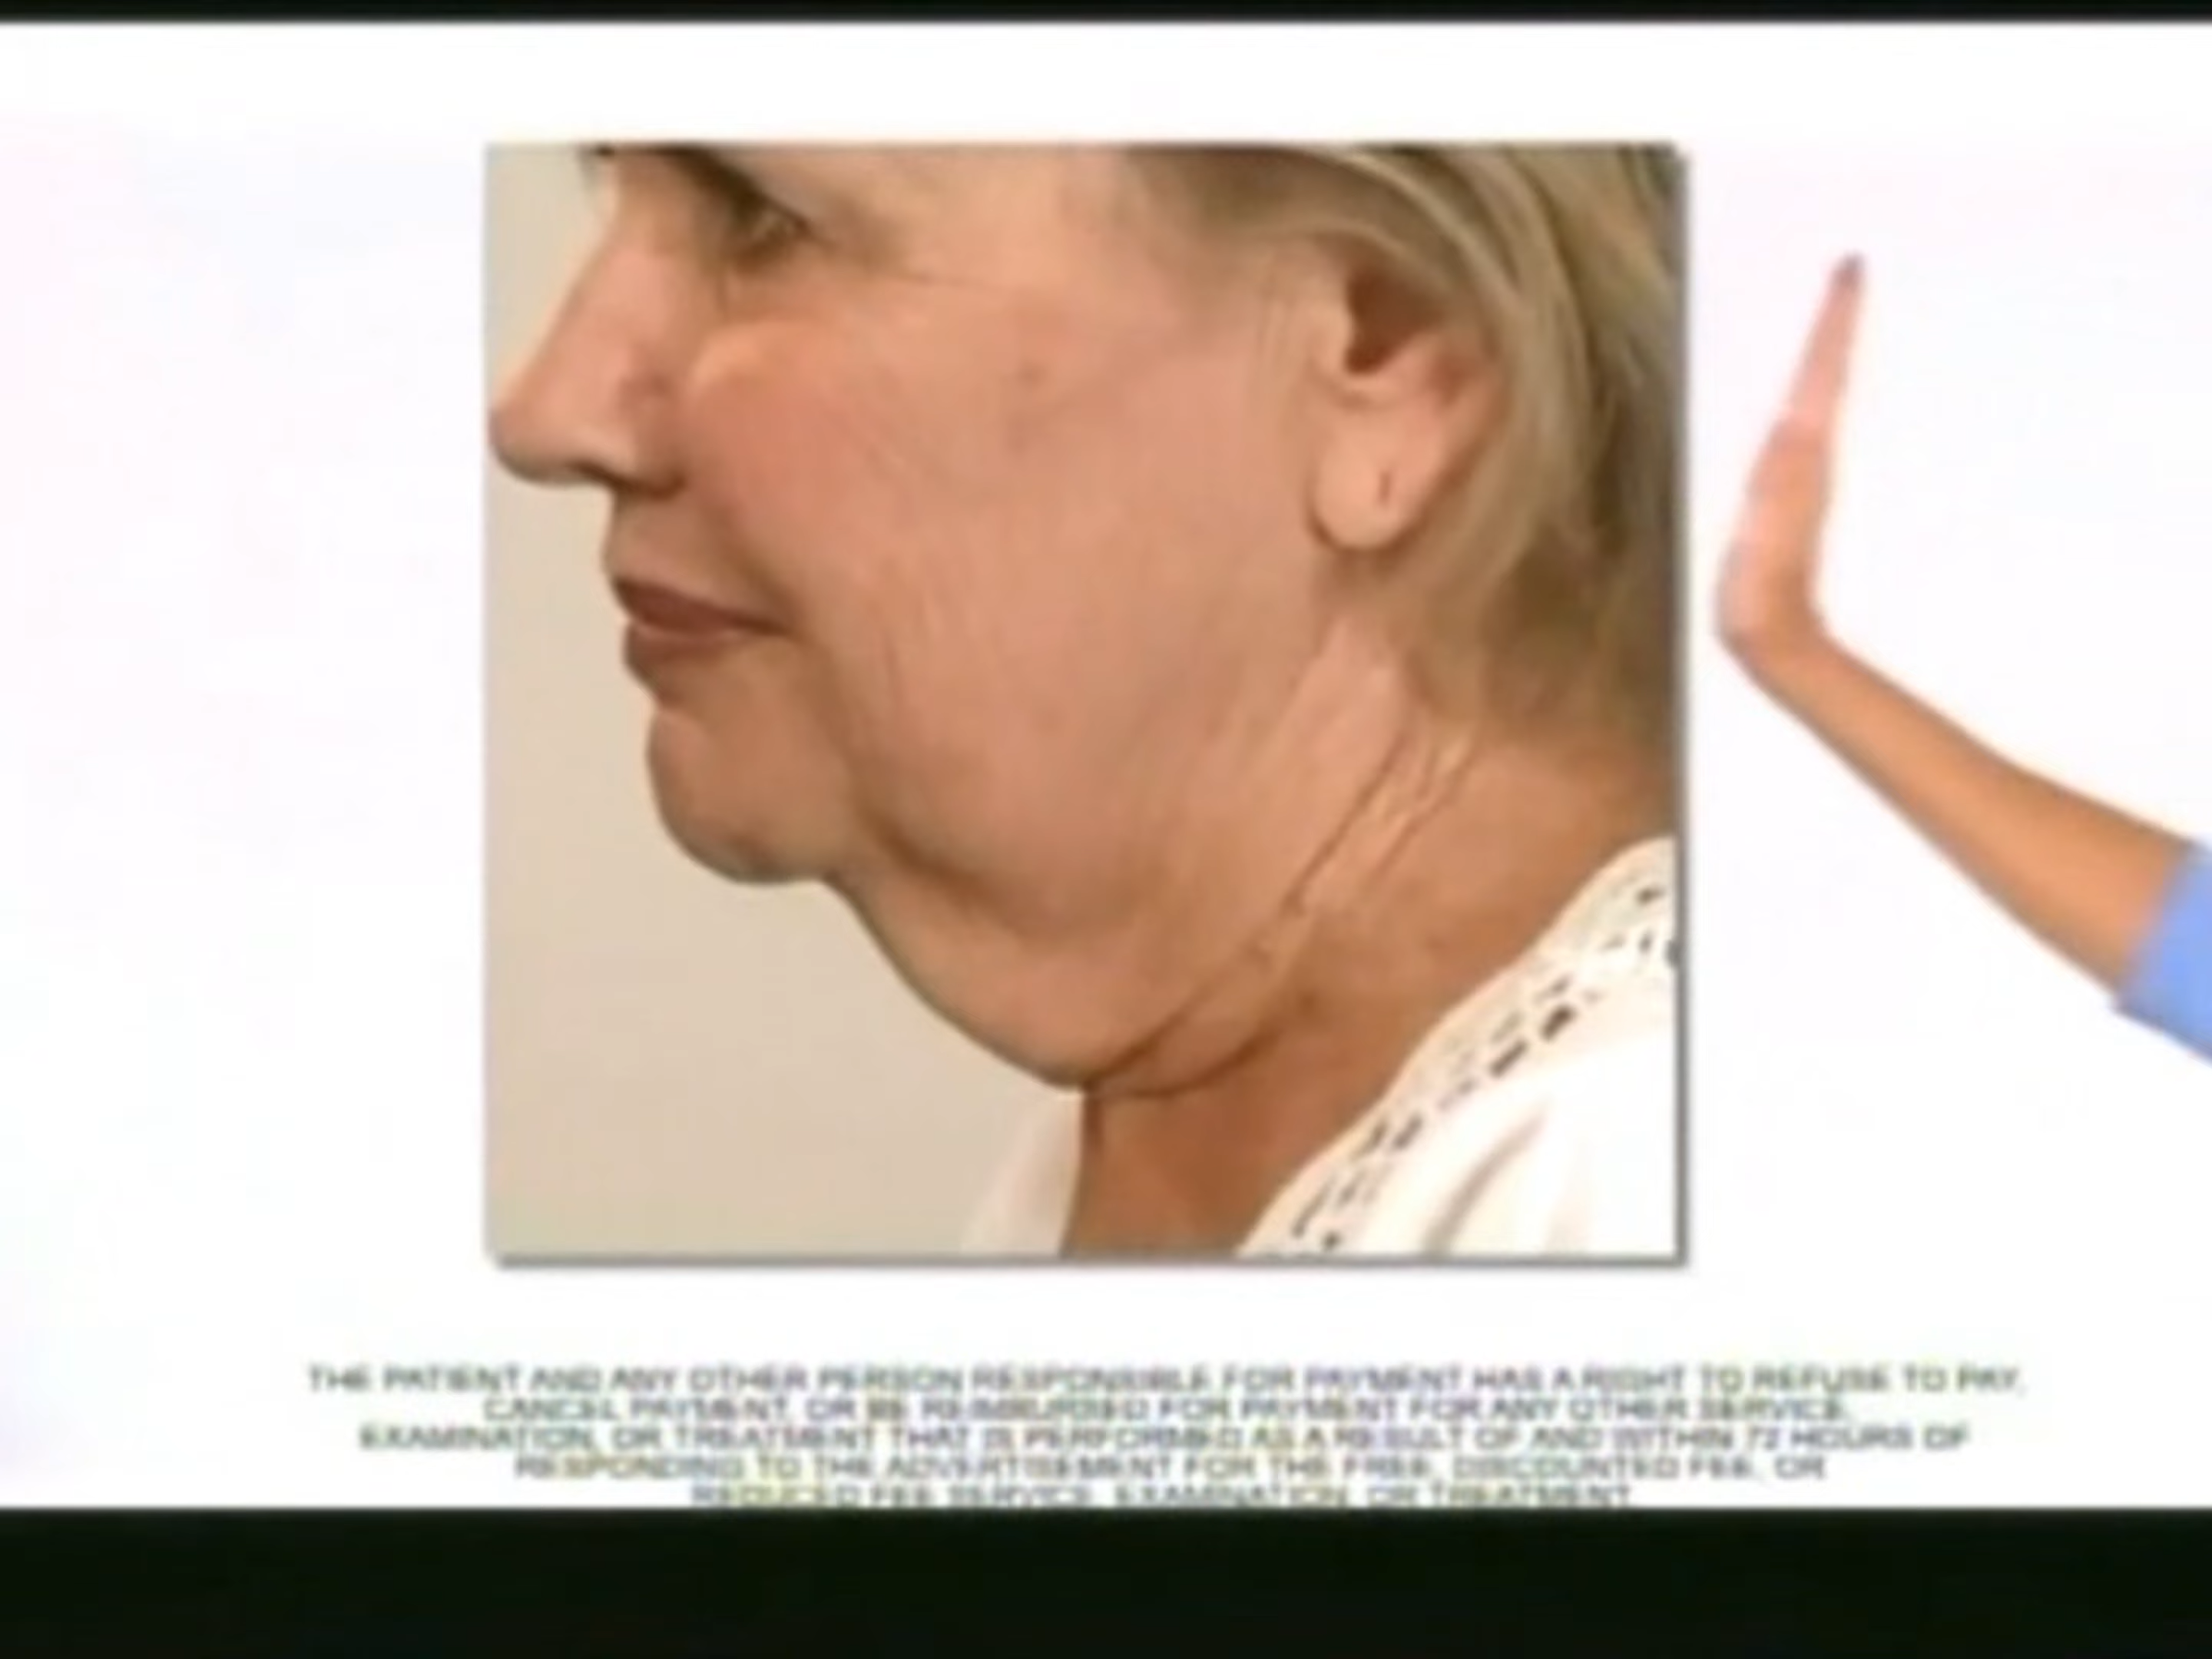 THE PATIENT AND ANY OTHER PERSON RESPONSIBLE FOR PAYMENT HAS A RIGHT TO REFUSE TO PAY,
CANCEL PAYMENT, OR BE REIMBURSED FOR PAYMENT FOR ANY OTHER SERVICE,
EXAMINATION, OR TREATMENT THAT IS PERFORMED AS A RESULT OF AND WITHIN 72 HOURS OF
RESPONDING TO THE ADVERTISEMENT FOR THE FREE, DISCOUNTED FEE, OR
REDUCED FEE SERVICE, EXAMINATION, OR TREATMENT